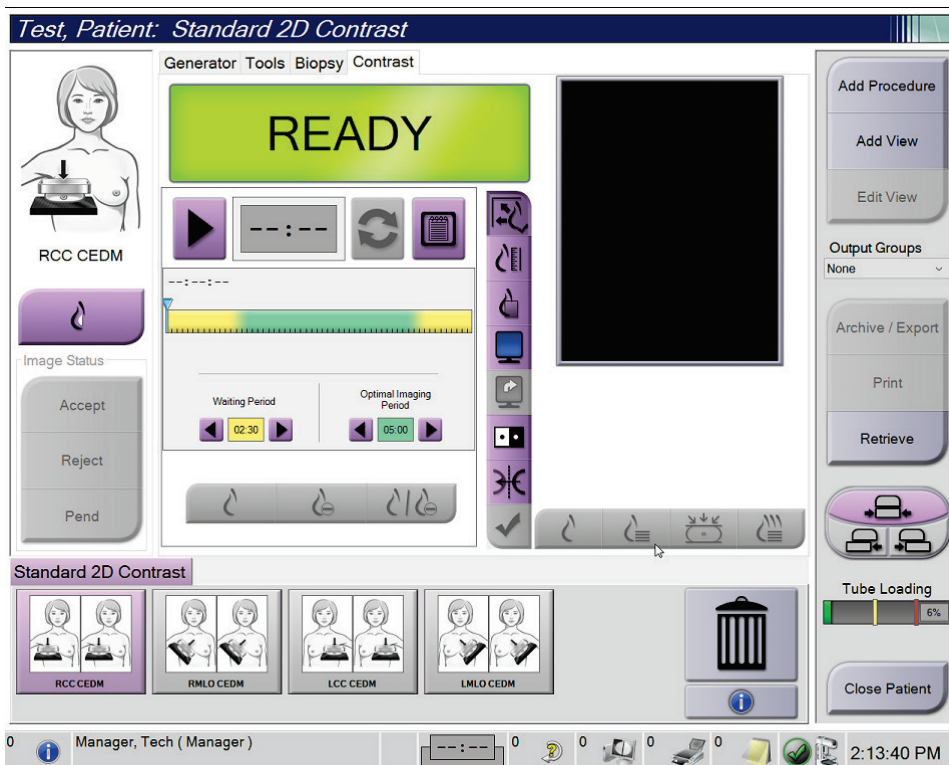 Test, Patient: Standard 2D Contrast
Generator Tools Biopsy Contrast
READY
RCC CEDM
--:--
--:--:--
Waiting Period
02:30
Optimal Imaging
Period
05:00
Image Status
Accept
Reject
Pend
Add Procedure
Add View
Edit View
Output Groups
None
Archive / Export
Print
Retrieve
Tube Loading
6%
Close Patient
Standard 2D Contrast
RCC CEDM
RMLO CEDM
LCC CEDM
LMLO CEDM
0 Manager, Tech ( Manager ) --:-- 0 0 0 0 2:13:40 PM